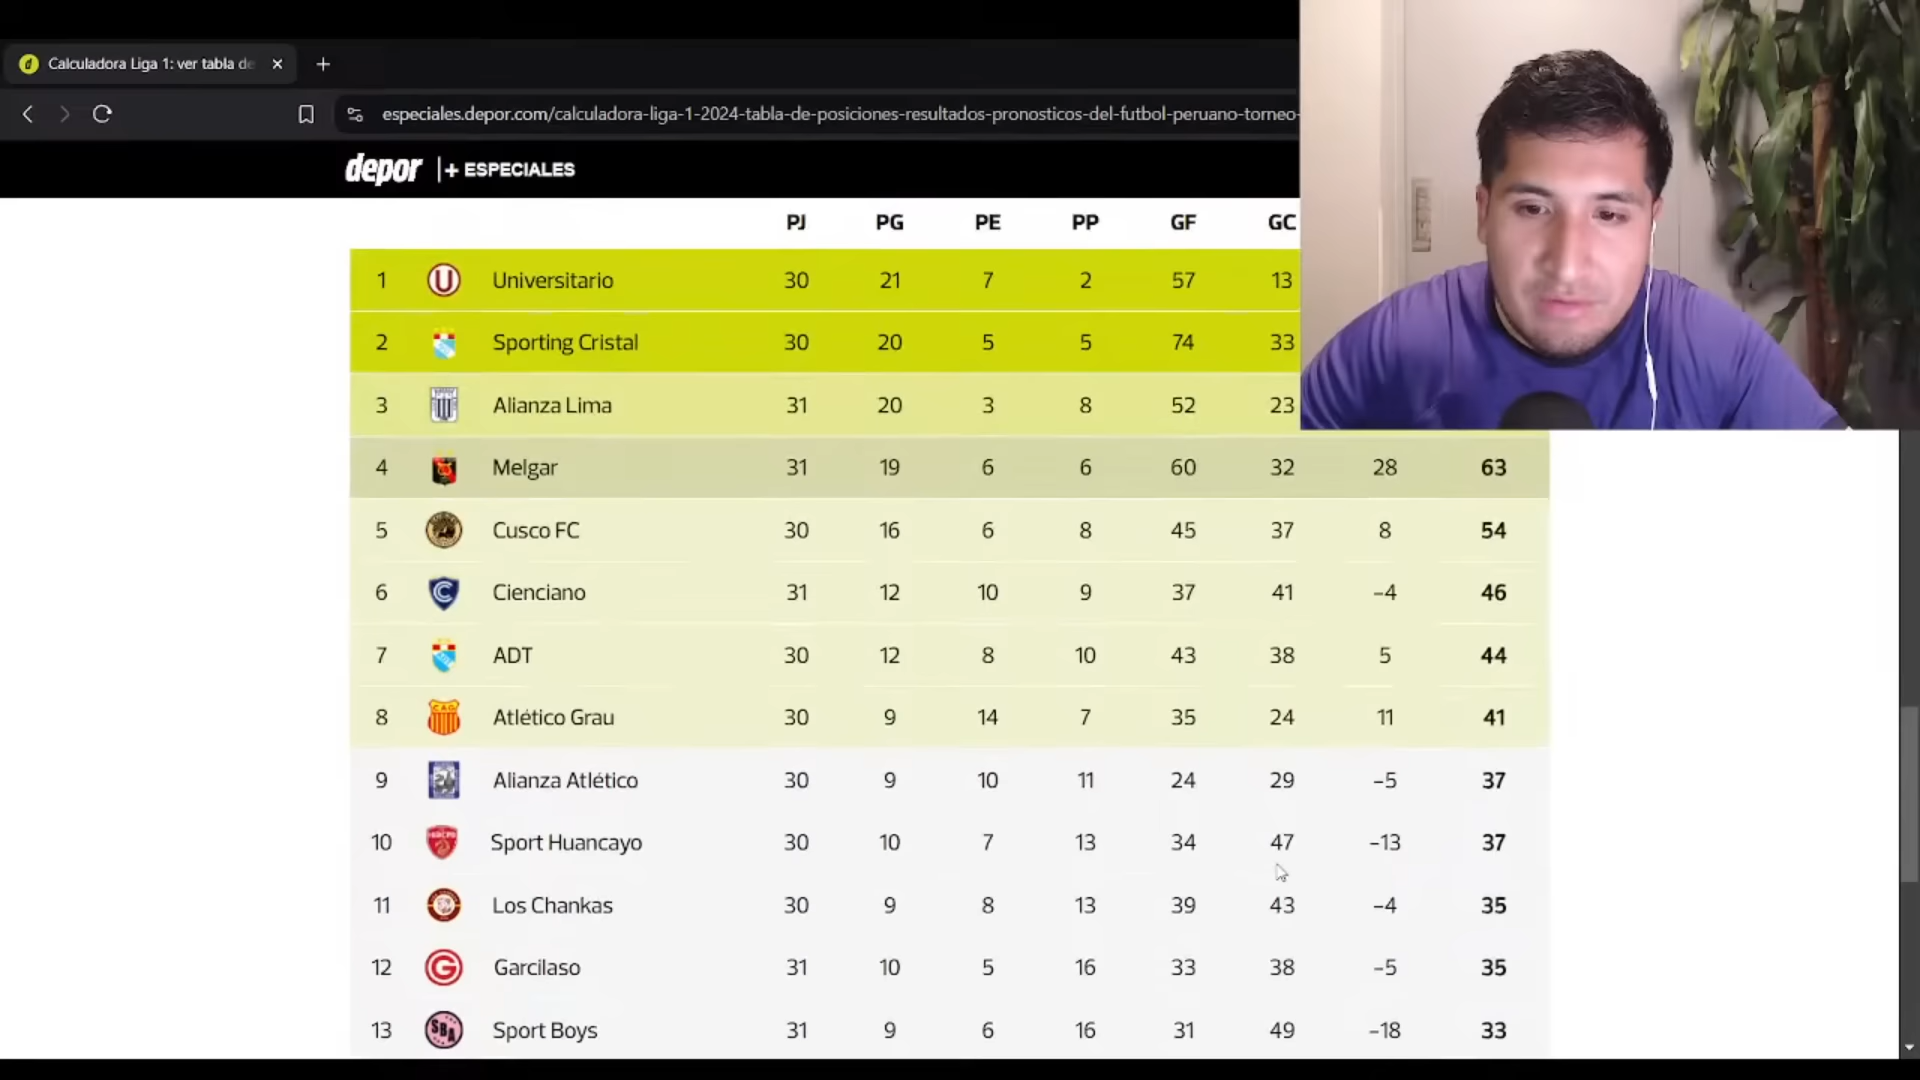 Calculadora Liga 1: ver tabla de
especiales.depor.com/calculadora-liga-1-2024-tabla-de-posiciones-resultados-pronosticos-del-futbol-peruano-torneo-
depor + ESPECIALES
PJ PG PE PP GF GC
1 U Universitario 30 21 7 2 57 13
2 Sporting Cristal 30 20 5 5 74 33
3 Alianza Lima 31 20 3 8 52 23
4 Melgar 31 19 6 6 60 32 28 63
5 Cusco FC 30 16 6 8 45 37 8 54
6 C Cienciano 31 12 10 9 37 41 -4 46
7 ADT 30 12 8 10 43 38 5 44
8 CAG Atlético Grau 30 9 14 7 35 24 11 41
9 Alianza Atlético 30 9 10 11 24 29 -5 37
10 Sport Huancayo 30 10 7 13 34 47 -13 37
11 Los Chankas 30 9 8 13 39 43 -4 35
12 G Garcilaso 31 10 5 16 33 38 -5 35
13 SBA Sport Boys 31 9 6 16 31 49 -18 33